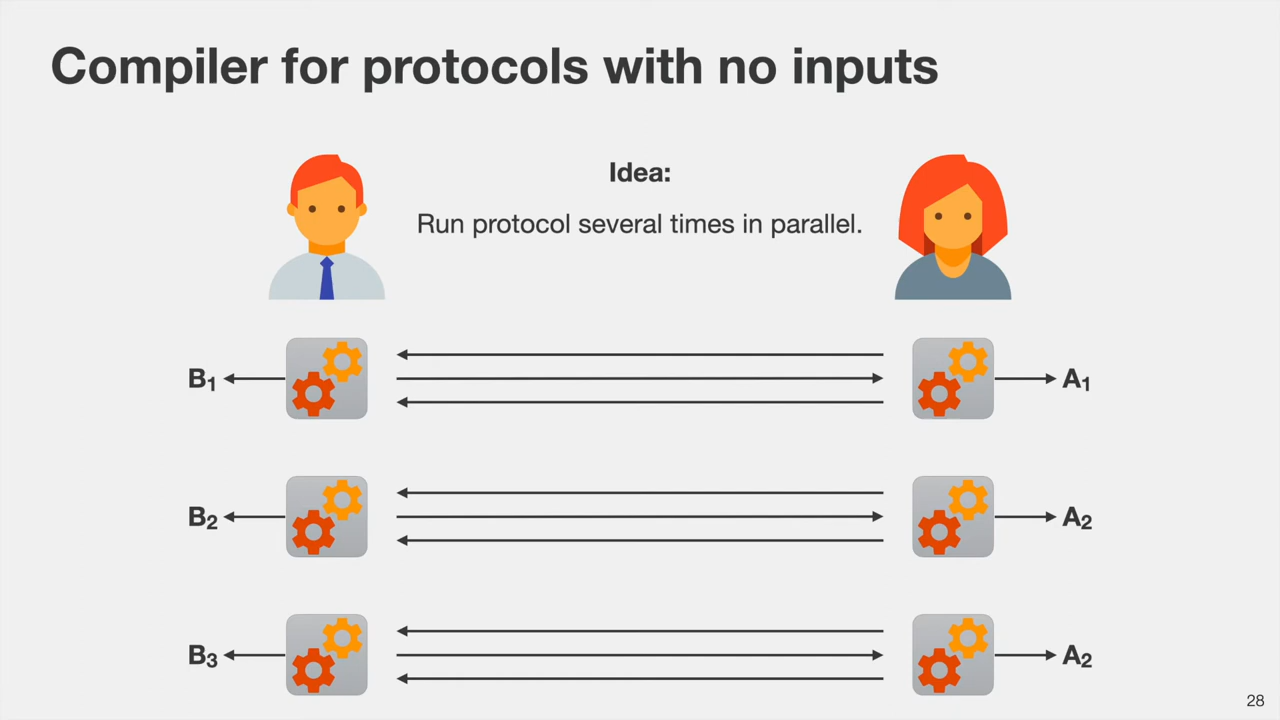 Compiler for protocols with no inputs
Idea:
Run protocol several times in parallel.
B₁
A₁
B₂
A₂
B₃
A₂
28